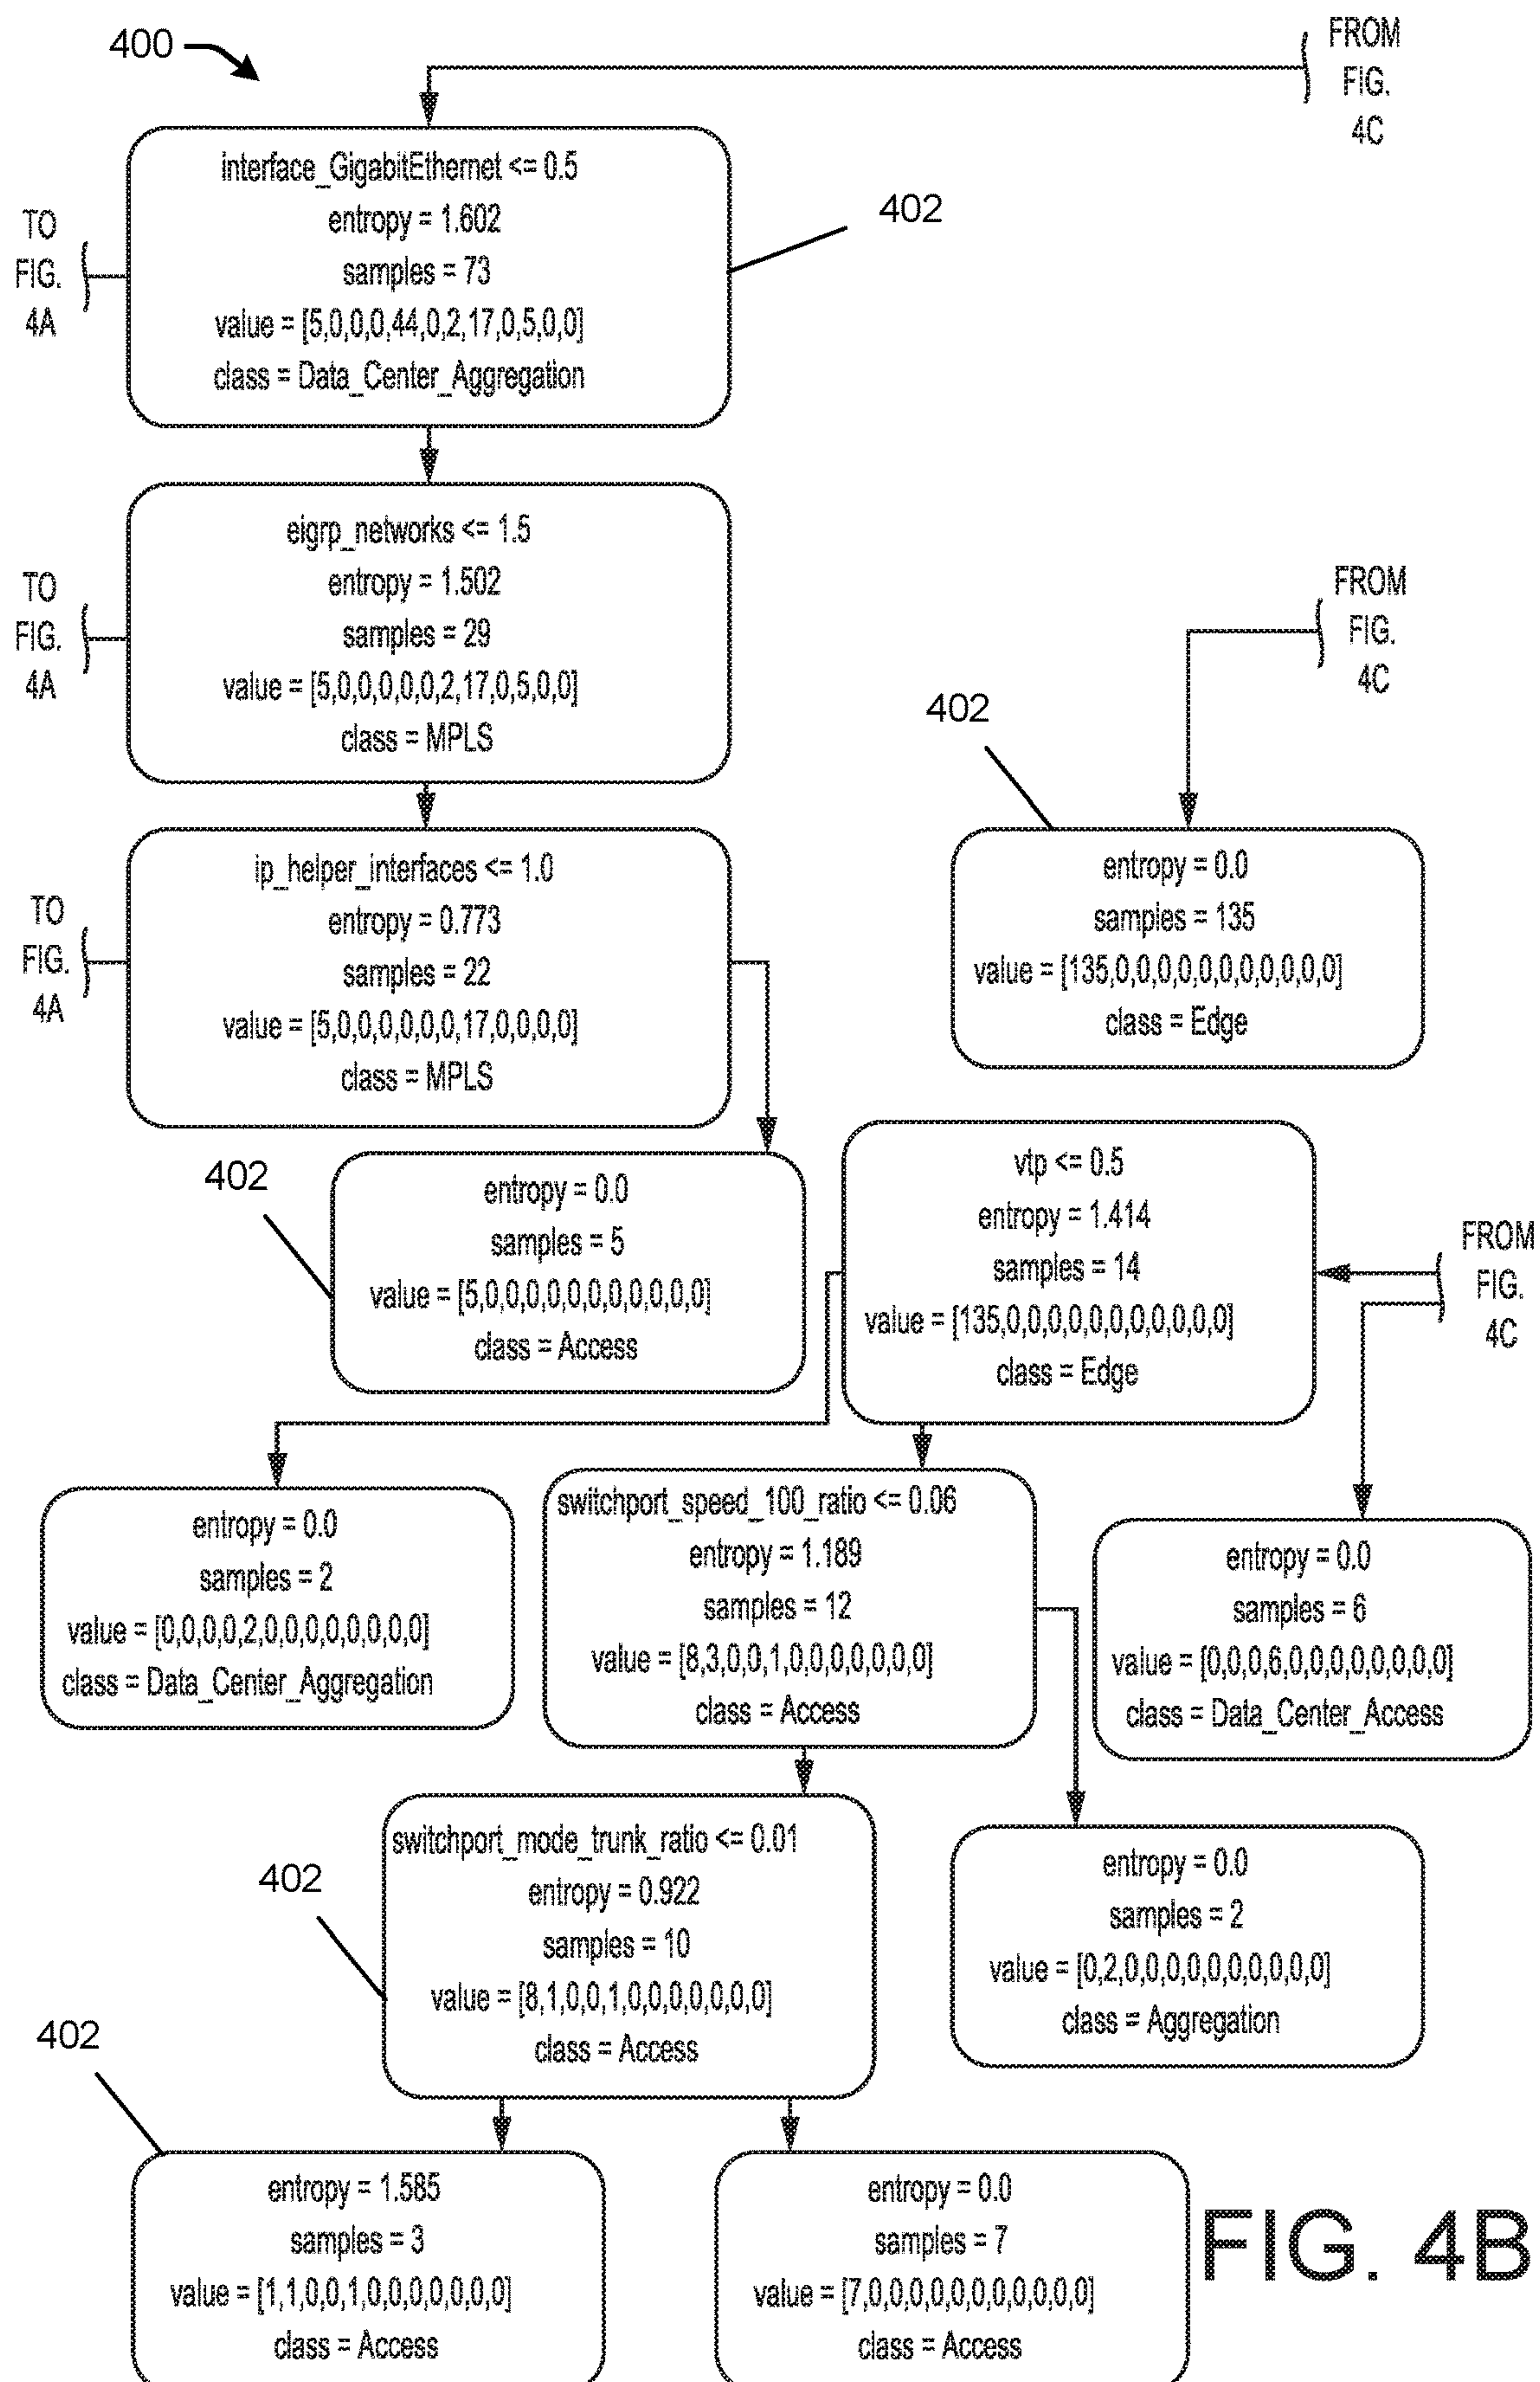 400
FROM
FIG.
4C
interface_GigabitEthernet <= 0.5
entropy = 1.602
samples = 73
value = [5,0,0,0,44,0,2,17,0,5,0,0]
class = Data_Center_Aggregation
TO
FIG.
4A
402
eigrp_networks <= 1.5
entropy = 1.502
samples = 29
value = [5,0,0,0,0,0,2,17,0,5,0,0]
class = MPLS
TO
FIG.
4A
FROM
FIG.
4C
402
ip_helper_interfaces <= 1.0
entropy = 0.773
samples = 22
value = [5,0,0,0,0,0,0,17,0,0,0,0]
class = MPLS
TO
FIG.
4A
entropy = 0.0
samples = 135
value = [135,0,0,0,0,0,0,0,0,0,0,0]
class = Edge
402
entropy = 0.0
samples = 5
value = [5,0,0,0,0,0,0,0,0,0,0,0]
class = Access
vtp <= 0.5
entropy = 1.414
samples = 14
value = [135,0,0,0,0,0,0,0,0,0,0,0]
class = Edge
FROM
FIG.
4C
entropy = 0.0
samples = 2
value = [0,0,0,0,2,0,0,0,0,0,0,0,0]
class = Data_Center_Aggregation
switchport_speed_100_ratio <= 0.06
entropy = 1.189
samples = 12
value = [8,3,0,0,1,0,0,0,0,0,0,0]
class = Access
entropy = 0.0
samples = 6
value = [0,0,0,6,0,0,0,0,0,0,0,0]
class = Data_Center_Access
switchport_mode_trunk_ratio <= 0.01
entropy = 0.922
samples = 10
value = [8,1,0,0,1,0,0,0,0,0,0,0]
class = Access
402
entropy = 0.0
samples = 2
value = [0,2,0,0,0,0,0,0,0,0,0,0]
class = Aggregation
402
entropy = 1.585
samples = 3
value = [1,1,0,0,1,0,0,0,0,0,0,0]
class = Access
entropy = 0.0
samples = 7
value = [7,0,0,0,0,0,0,0,0,0,0,0]
class = Access
FIG. 4B